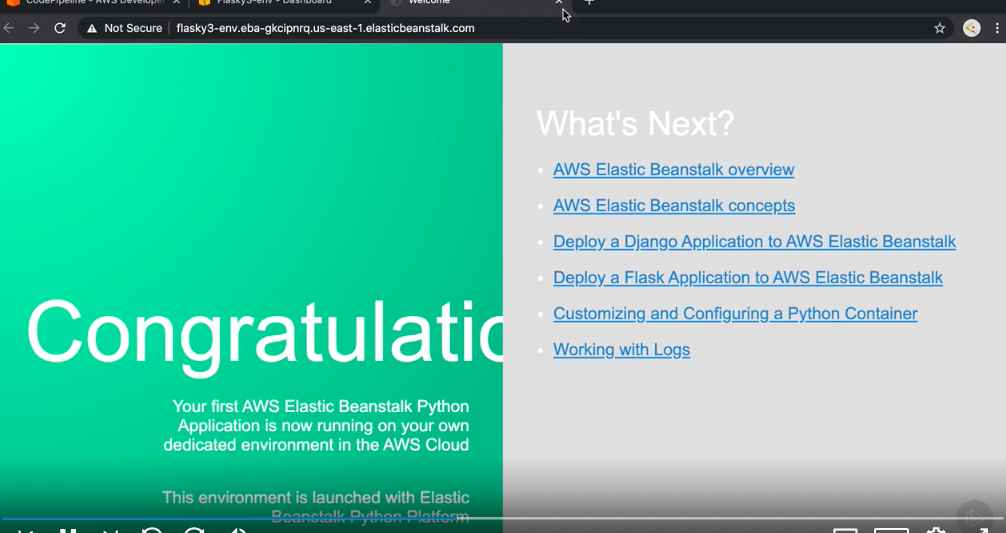 CodePipeline - AWS Developer
Flasky3-env - Dashboard
Welcome
Not Secure
flasky3-env.eba-gkcipnrq.us-east-1.elasticbeanstalk.com
What's Next?
AWS Elastic Beanstalk overview
AWS Elastic Beanstalk concepts
Deploy a Django Application to AWS Elastic Beanstalk
Deploy a Flask Application to AWS Elastic Beanstalk
Customizing and Configuring a Python Container
Working with Logs
Congratulatio
Your first AWS Elastic Beanstalk Python
Application is now running on your own
dedicated environment in the AWS Cloud
This environment is launched with Elastic
Beanstalk Python Platform